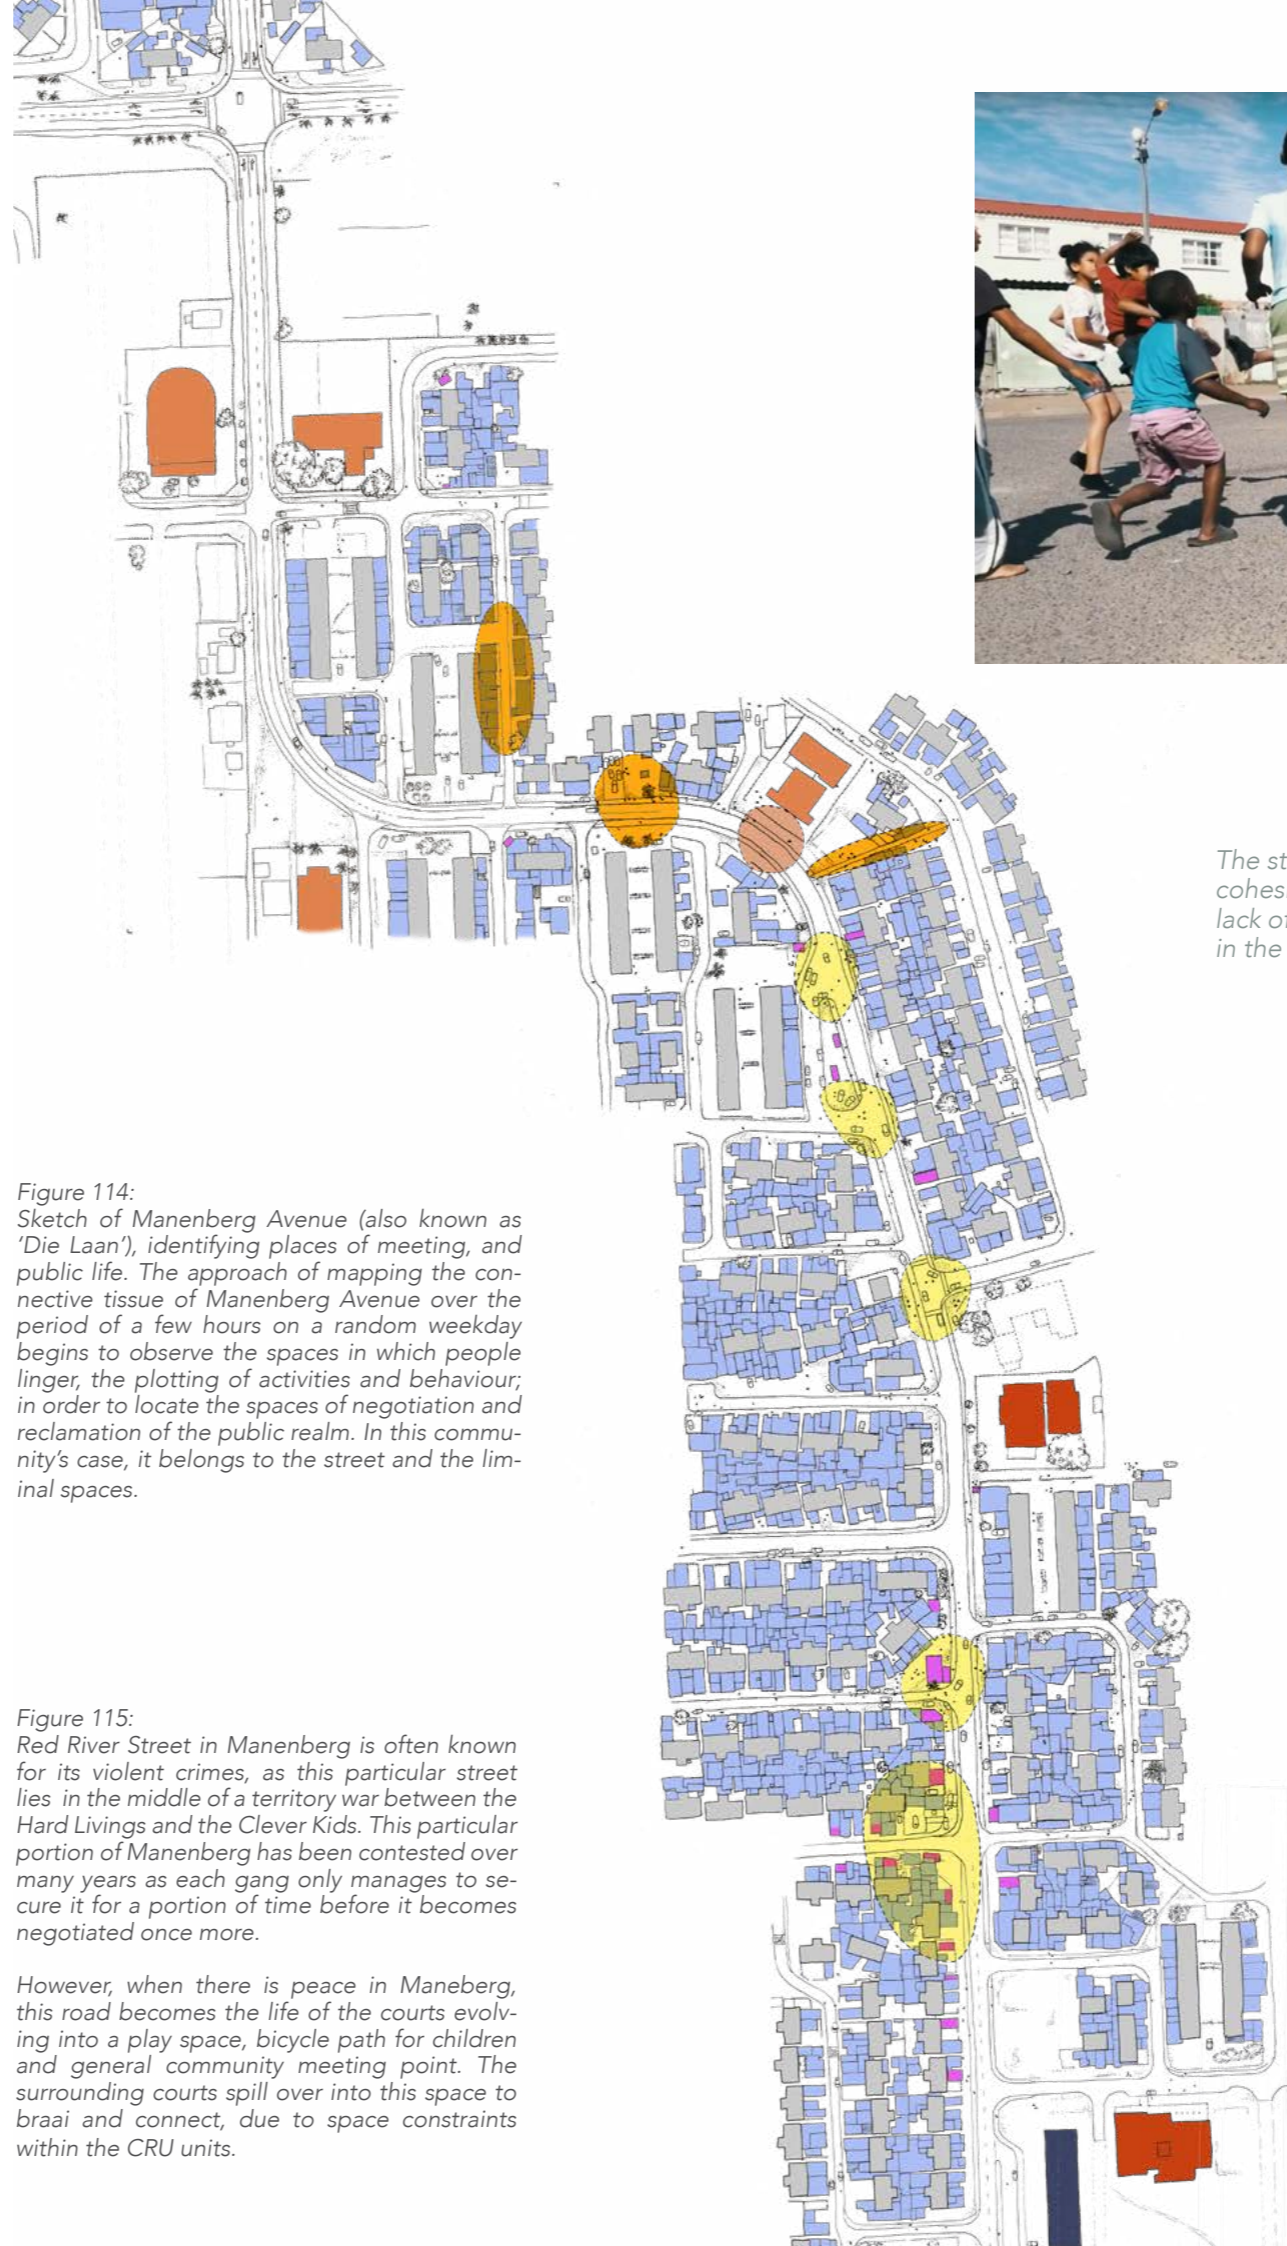 The st
cohes
lack of
in the
Figure 114:
Sketch of Manenberg Avenue (also known as
‘Die Laan’), identifying places of meeting, and
public life. The approach of mapping the con-
nective tissue of Manenberg Avenue over the
period of a few hours on a random weekday
begins to observe the spaces in which people
linger, the plotting of activities and behaviour;
in order to locate the spaces of negotiation and
reclamation of the public realm. In this commu-
nity’s case, it belongs to the street and the lim-
inal spaces.
Figure 115:
Red River Street in Manenberg is often known
for its violent crimes, as this particular street
lies in the middle of a territory war between the
Hard Livings and the Clever Kids. This particular
portion of Manenberg has been contested over
many years as each gang only manages to se-
cure it for a portion of time before it becomes
negotiated once more.
However, when there is peace in Maneberg,
this road becomes the life of the courts evolv-
ing into a play space, bicycle path for children
and general community meeting point. The
surrounding courts spill over into this space to
braai and connect, due to space constraints
within the CRU units.